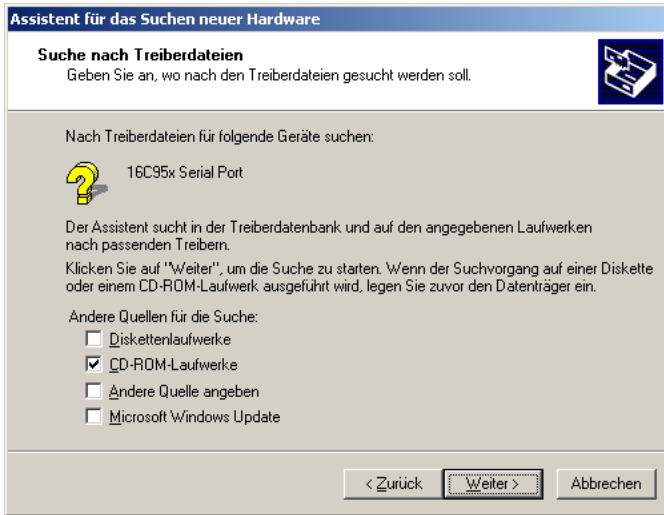 Assistent für das Suchen neuer Hardware
Suche nach Treiberdateien
Geben Sie an, wo nach den Treiberdateien gesucht werden soll.
Nach Treiberdateien für folgende Geräte suchen:
16C95x Serial Port
Der Assistent sucht in der Treiberdatenbank und auf den angegebenen Laufwerken
nach passenden Treibern.
Klicken Sie auf "Weiter", um die Suche zu starten. Wenn der Suchvorgang auf einer Diskette
oder einem CD-ROM-Laufwerk ausgeführt wird, legen Sie zuvor den Datenträger ein.
Andere Quellen für die Suche:
Diskettenlaufwerke
CD-ROM-Laufwerke
Andere Quelle angeben
Microsoft Windows Update
< Zurück Weiter > Abbrechen